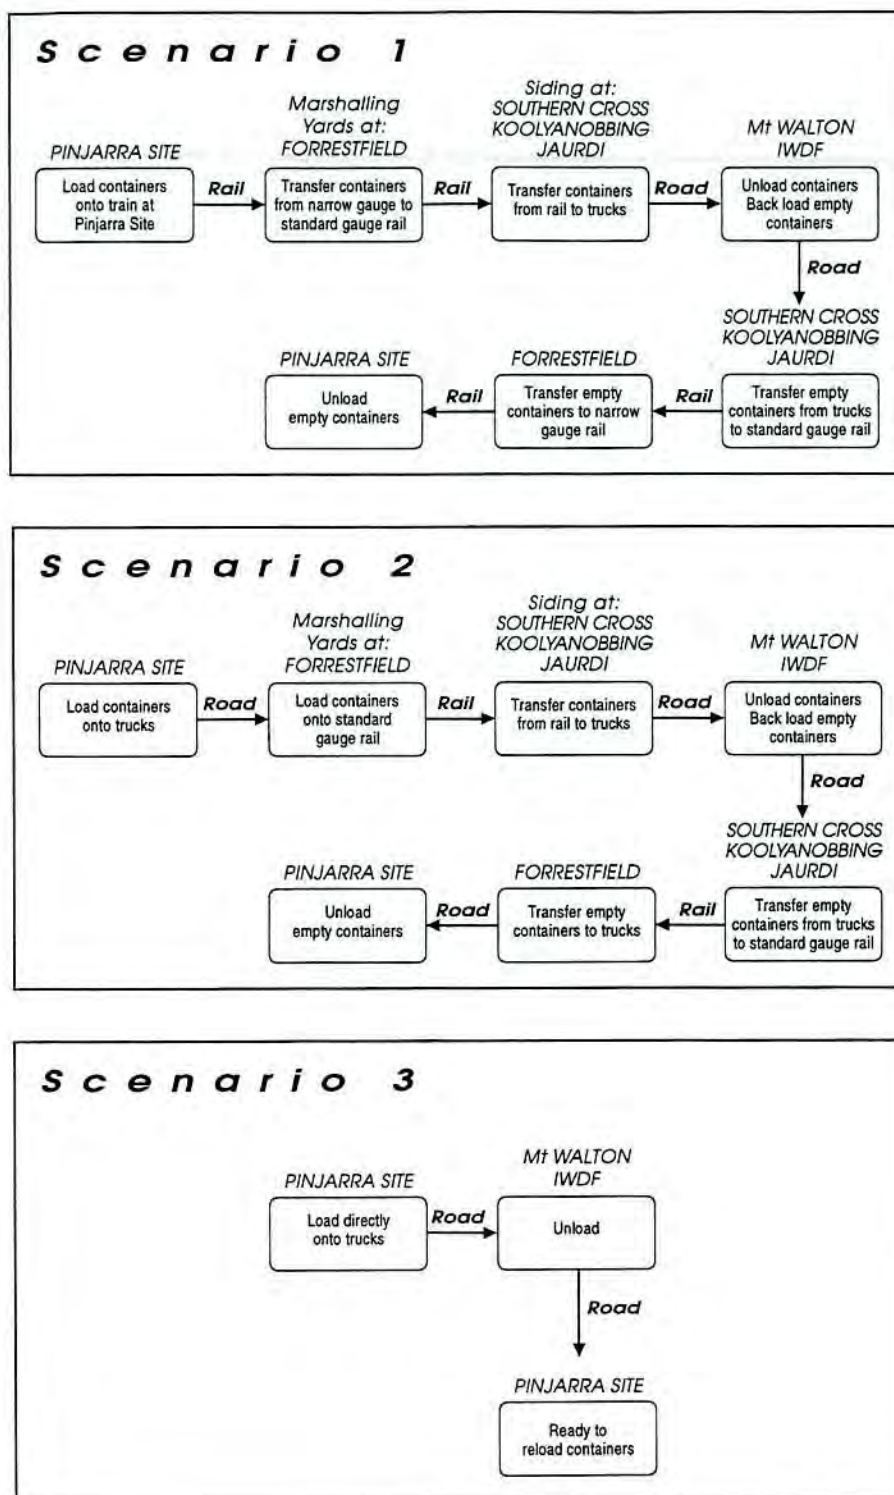 Scenario 1
PINJARRA SITE
Load containers
onto train at
Pinjarra Site
Rail
Marshalling
Yards at:
FORRESTFIELD
Transfer containers
from narrow gauge to
standard gauge rail
Rail
Siding at:
SOUTHERN CROSS
KOOLYANOBBING
JAURDI
Transfer containers
from rail to trucks
Road
Mt WALTON
IWDF
Unload containers
Back load empty
containers
Road
SOUTHERN CROSS
KOOLYANOBBING
JAURDI
Transfer empty
containers from trucks
to standard gauge rail
Rail
FORRESTFIELD
Transfer empty
containers to narrow
gauge rail
Rail
PINJARRA SITE
Unload
empty containers
Scenario 2
PINJARRA SITE
Load containers
onto trucks
Road
Marshalling
Yards at:
FORRESTFIELD
Load containers
onto standard
gauge rail
Rail
Siding at:
SOUTHERN CROSS
KOOLYANOBBING
JAURDI
Transfer containers
from rail to trucks
Road
Mt WALTON
IWDF
Unload containers
Back load empty
containers
Road
SOUTHERN CROSS
KOOLYANOBBING
JAURDI
Transfer empty
containers from trucks
to standard gauge rail
Rail
FORRESTFIELD
Transfer empty
containers to trucks
Road
PINJARRA SITE
Unload
empty containers
Scenario 3
PINJARRA SITE
Load directly
onto trucks
Road
Mt WALTON
IWDF
Unload
Road
PINJARRA SITE
Ready to
reload containers